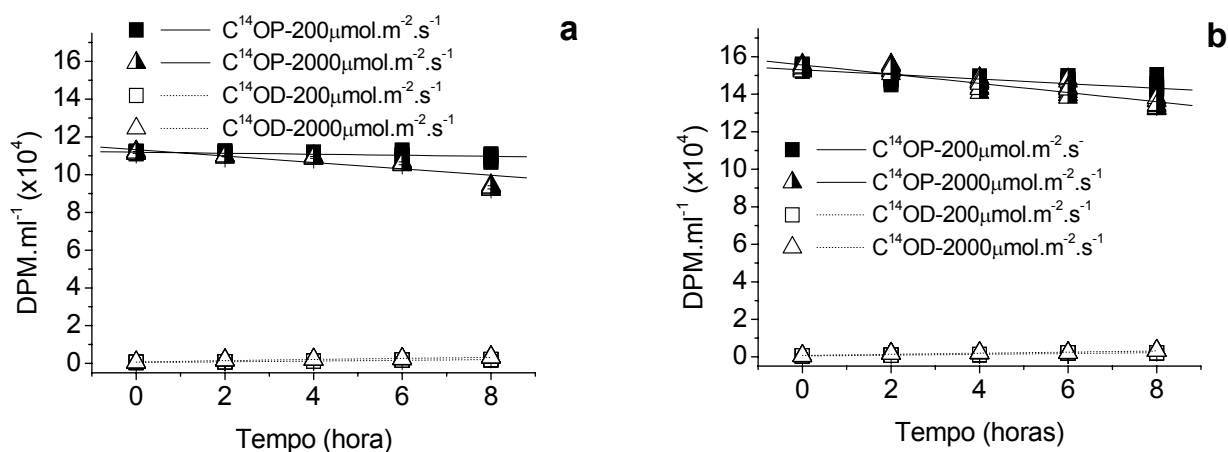 a
C¹⁴OP-200µmol.m⁻².s⁻¹
C¹⁴OP-2000µmol.m⁻².s⁻¹
C¹⁴OD-200µmol.m⁻².s⁻¹
C¹⁴OD-2000µmol.m⁻².s⁻¹
DPM.ml⁻¹ (x10⁴)
16
14
12
10
8
6
4
2
0
0 2 4 6 8
Tempo (hora)
b
C¹⁴OP-200µmol.m⁻².s⁻
C¹⁴OP-2000µmol.m⁻².s⁻¹
C¹⁴OD-200µmol.m⁻².s⁻¹
C¹⁴OD-2000µmol.m⁻².s⁻¹
DPM.ml⁻¹ (x10⁴)
16
14
12
10
8
6
4
2
0
0 2 4 6 8
Tempo (horas)